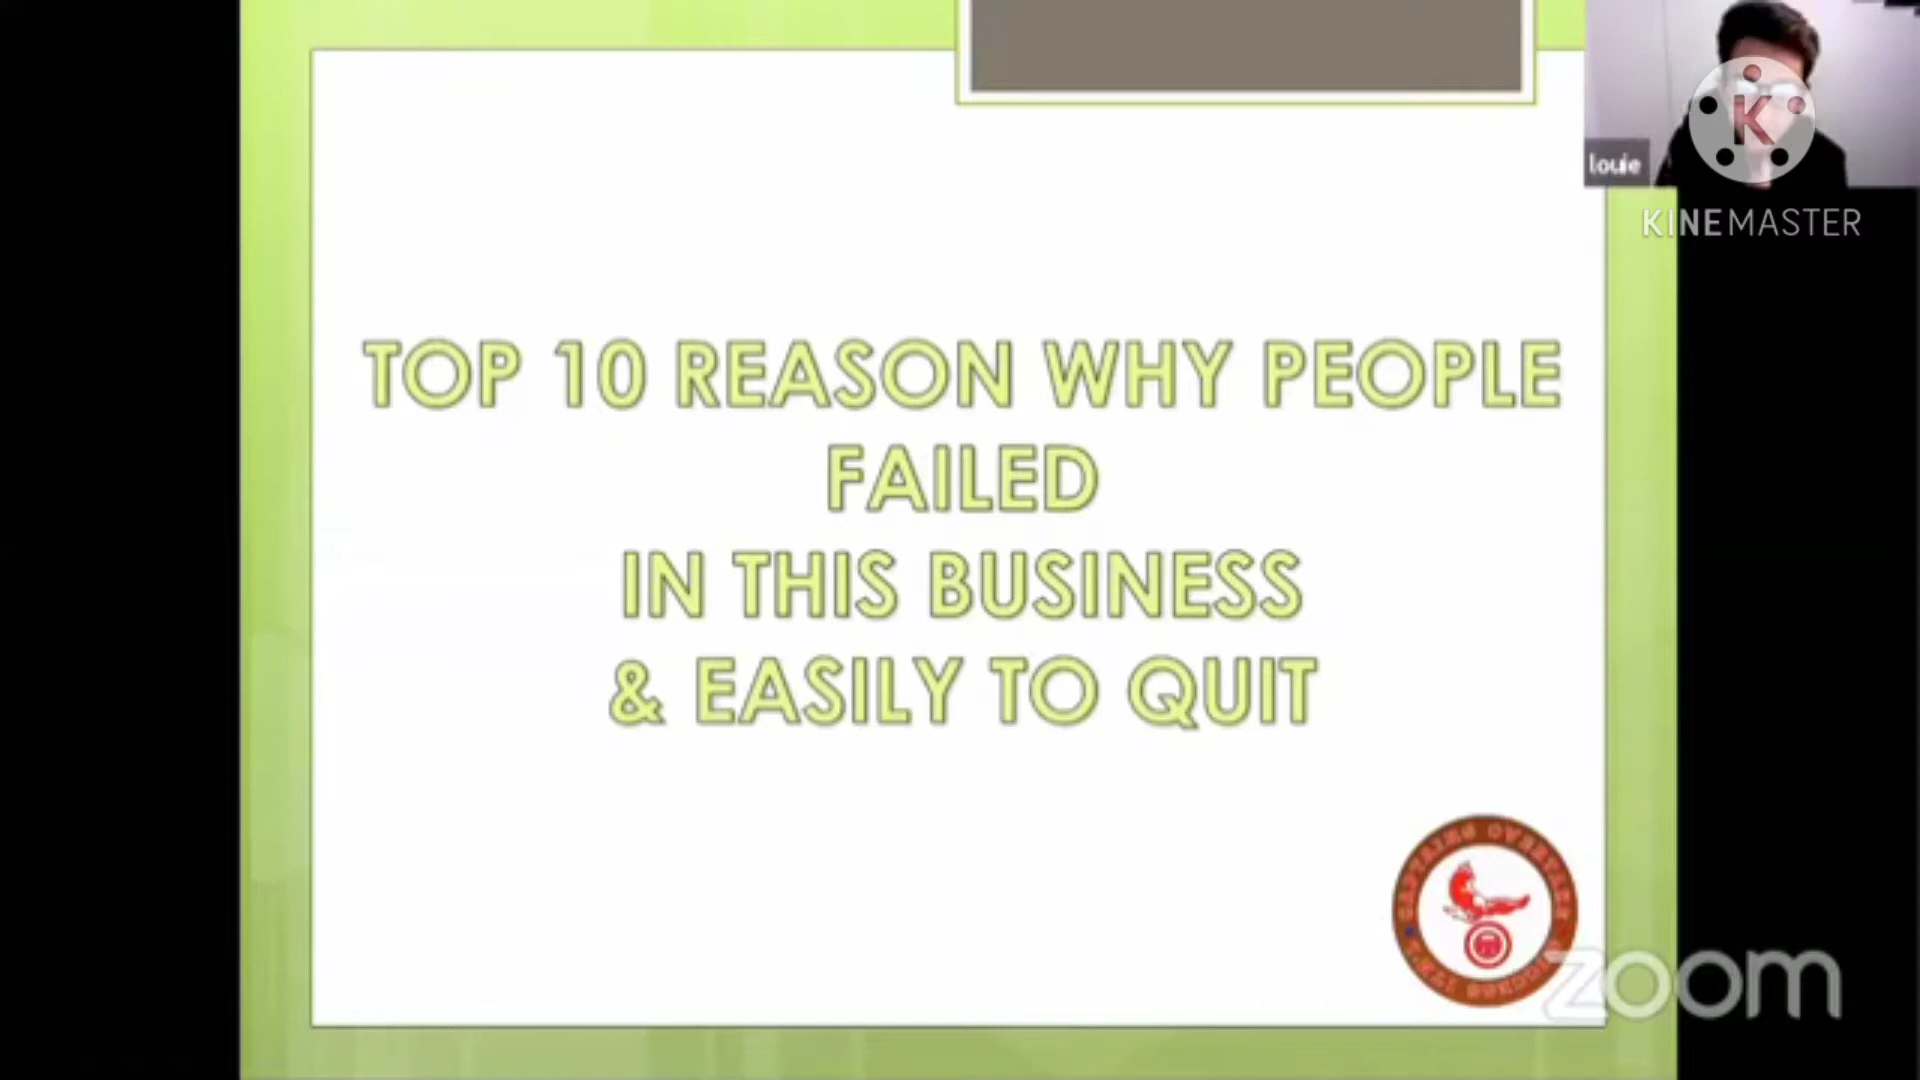 louie
K
KINEMASTER
TOP 10 REASON WHY PEOPLE
FAILED
IN THIS BUSINESS
& EASILY TO QUIT
zoom